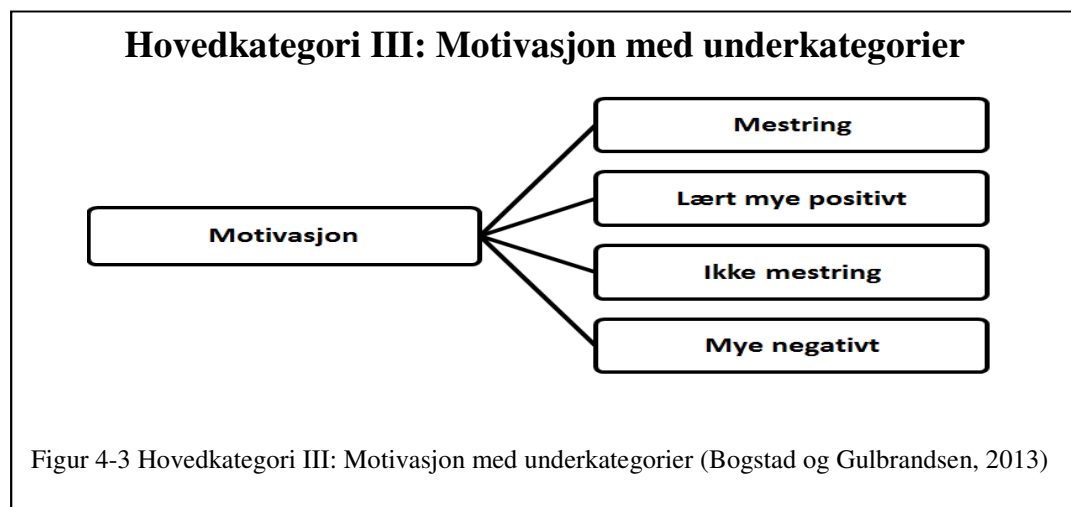 Hovedkategori III: Motivasjon med underkategorier
Motivasjon
Mestring
Lært mye positivt
Ikke mestring
Mye negativt
Figur 4-3 Hovedkategori III: Motivasjon med underkategorier (Bogstad og Gulbrandsen, 2013)